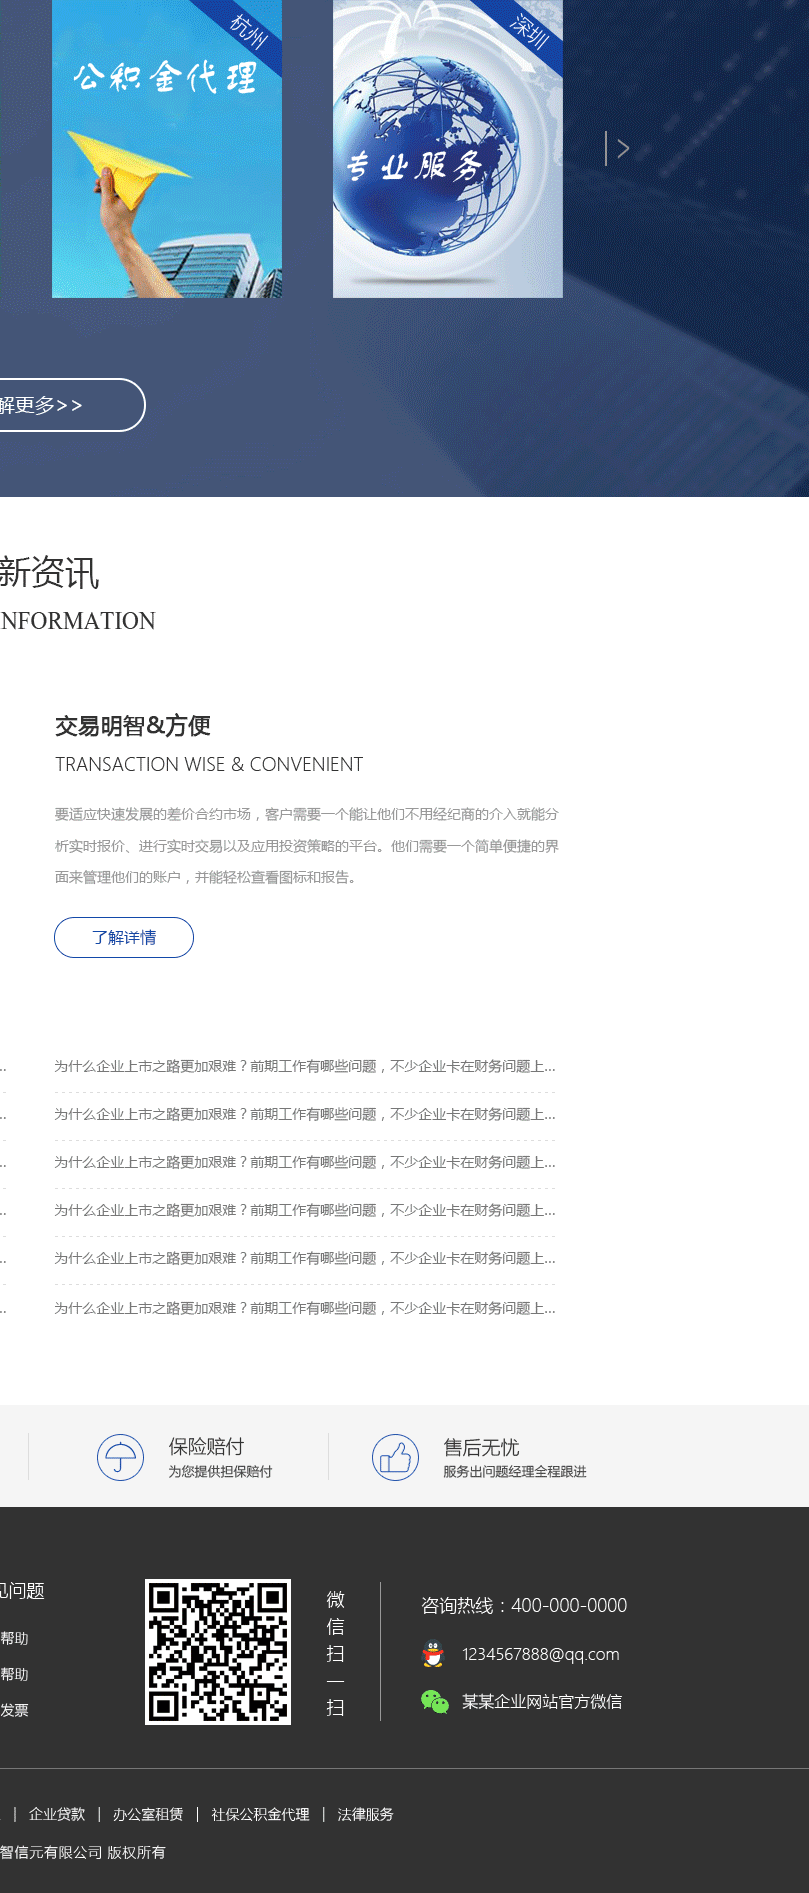 杭州
深圳
公积金代理
专业服务
解更多>>
新资讯
NFORMATION
交易明智&方便
TRANSACTION WISE & CONVENIENT
要适应快速发展的差价合约市场，客户需要一个能让他们不用经纪商的介入就能分
析实时报价、进行实时交易以及应用投资策略的平台。他们需要一个简单便捷的界
面来管理他们的账户，并能轻松查看图标和报告。
了解详情
为什么企业上市之路更加艰难？前期工作有哪些问题，不少企业卡在财务问题上...
为什么企业上市之路更加艰难？前期工作有哪些问题，不少企业卡在财务问题上...
为什么企业上市之路更加艰难？前期工作有哪些问题，不少企业卡在财务问题上...
为什么企业上市之路更加艰难？前期工作有哪些问题，不少企业卡在财务问题上...
为什么企业上市之路更加艰难？前期工作有哪些问题，不少企业卡在财务问题上...
为什么企业上市之路更加艰难？前期工作有哪些问题，不少企业卡在财务问题上...
保险赔付
为您提供担保赔付
售后无忧
服务出问题经理全程跟进
见问题
帮助
帮助
发票
微信扫一扫
咨询热线：400-000-0000
1234567888@qq.com
某某企业网站官方微信
| 企业贷款 | 办公室租赁 | 社保公积金代理 | 法律服务
智信元有限公司 版权所有